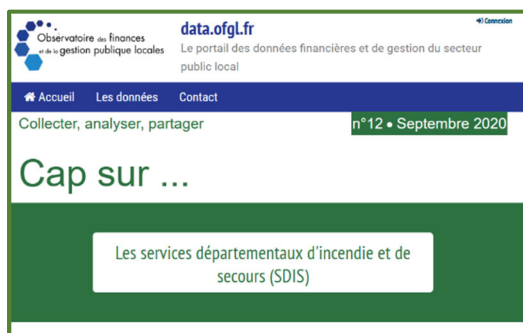 Observatoire des finances
et de la gestion publique locales
data.ofgl.fr
Connexion
Le portail des données financières et de gestion du secteur
public local
Accueil Les données Contact
Collecter, analyser, partager n°12 • Septembre 2020
Cap sur ...
Les services départementaux d'incendie et de
secours (SDIS)